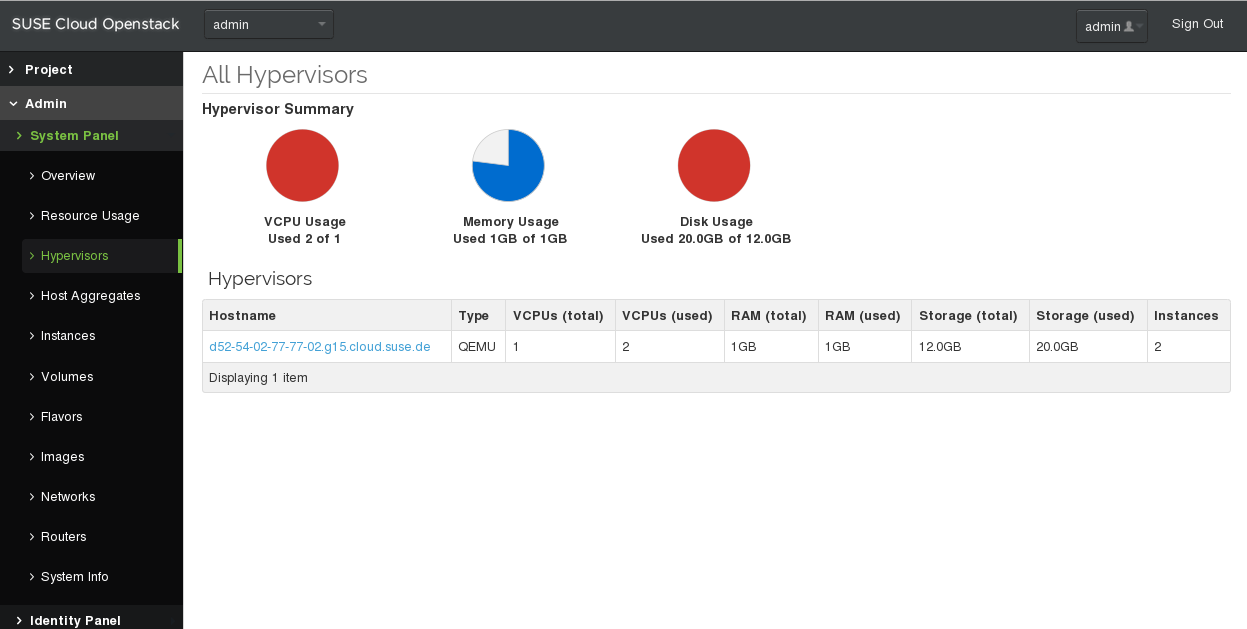 SUSE Cloud Openstack
admin
admin
Sign Out
Project
Admin
System Panel
Overview
Resource Usage
Hypervisors
Host Aggregates
Instances
Volumes
Flavors
Images
Networks
Routers
System Info
Identity Panel
All Hypervisors
Hypervisor Summary
VCPU Usage
Used 2 of 1
Memory Usage
Used 1GB of 1GB
Disk Usage
Used 20.0GB of 12.0GB
Hypervisors
Hostname Type VCPUs (total) VCPUs (used) RAM (total) RAM (used) Storage (total) Storage (used) Instances
d52-54-02-77-77-02.g15.cloud.suse.de QEMU 1 2 1GB 1GB 12.0GB 20.0GB 2
Displaying 1 item